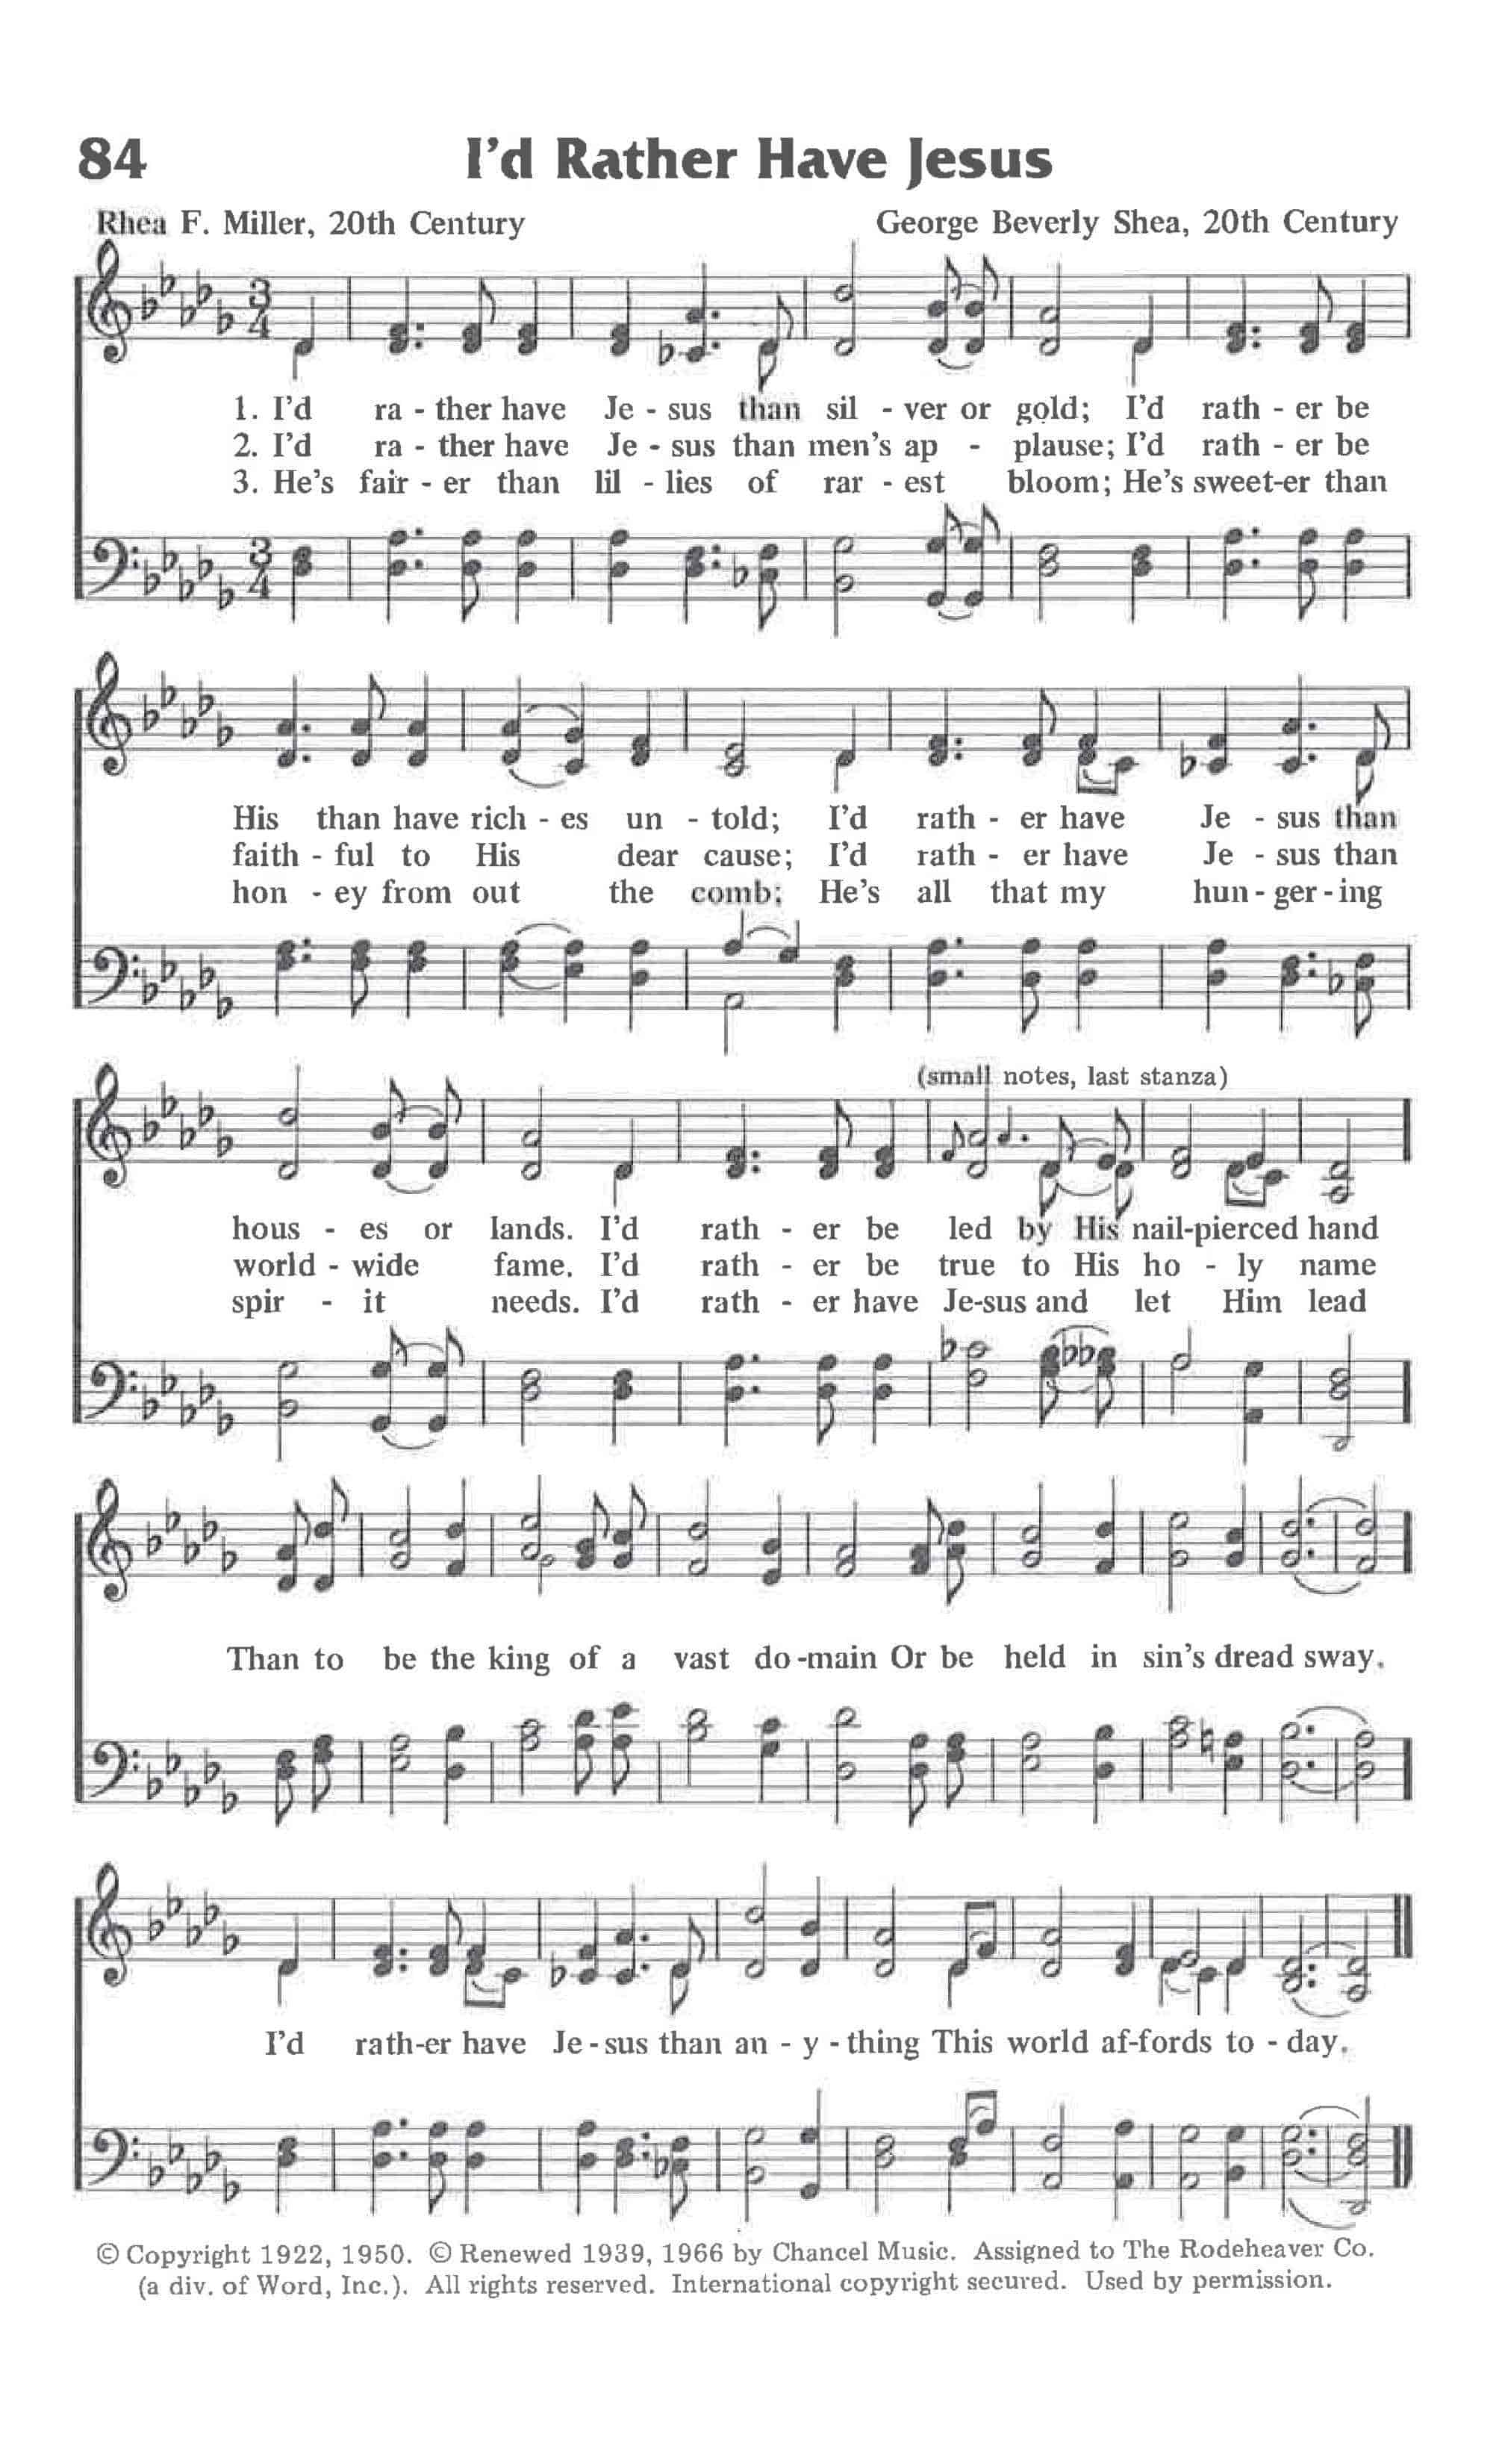 84 I'd Rather Have Jesus
Rhea F. Miller, 20th Century George Beverly Shea, 20th Century
3 4
1. I'd ra - ther have Je - sus than sil - ver or gold; I'd rath - er be
2. I'd ra - ther have Je - sus than men's ap - plause; I'd rath - er be
3. He's fair - er than lil - lies of rar - est bloom; He's sweet-er than
3 4
His than have rich - es un - told; I'd rath - er have Je - sus than
faith - ful to His dear cause; I'd rath - er have Je - sus than
hon - ey from out the comb; He's all that my hun - ger - ing
(small notes, last stanza)
hous - es or lands. I'd rath - er be led by His nail-pierced hand
world - wide fame. I'd rath - er be true to His ho - ly name
spir - it needs. I'd rath - er have Je-sus and let Him lead
Than to be the king of a vast do -main Or be held in sin's dread sway.
I'd rath-er have Je - sus than an - y - thing This world af-fords to - day.
© Copyright 1922, 1950. © Renewed 1939, 1966 by Chancel Music. Assigned to The Rodeheaver Co.
(a div. of Word, Inc.). All rights reserved. International copyright secured. Used by permission.